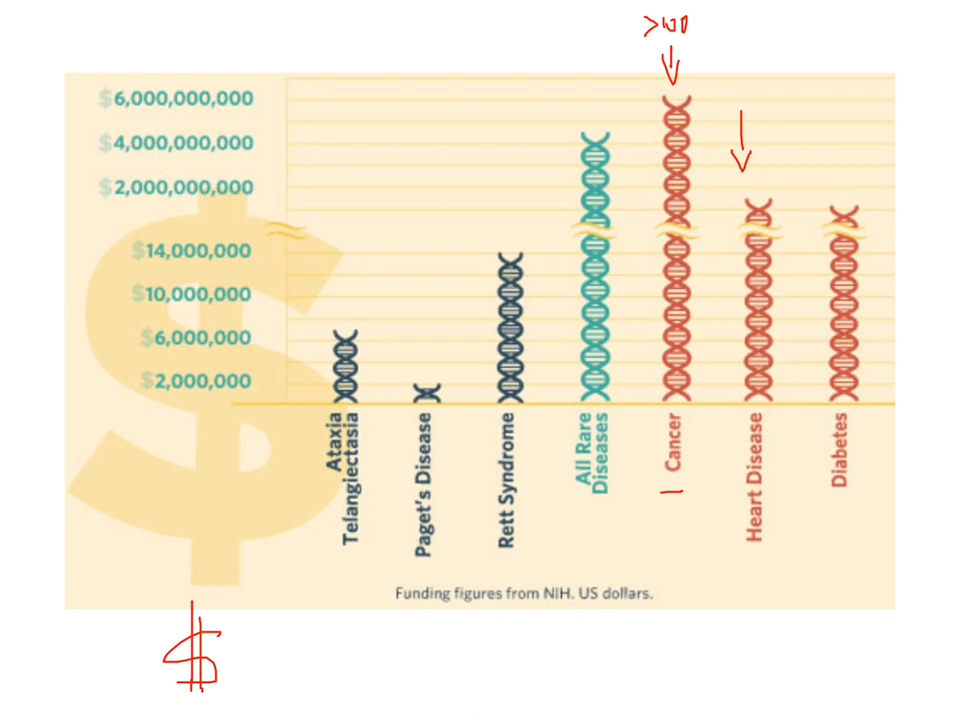 >100
$6,000,000,000
$4,000,000,000
$2,000,000,000
$14,000,000
$10,000,000
$6,000,000
$2,000,000
Ataxia
Telangiectasia
Paget's Disease
Rett Syndrome
All Rare
Diseases
Cancer
Heart Disease
Diabetes
Funding figures from NIH. US dollars.
$